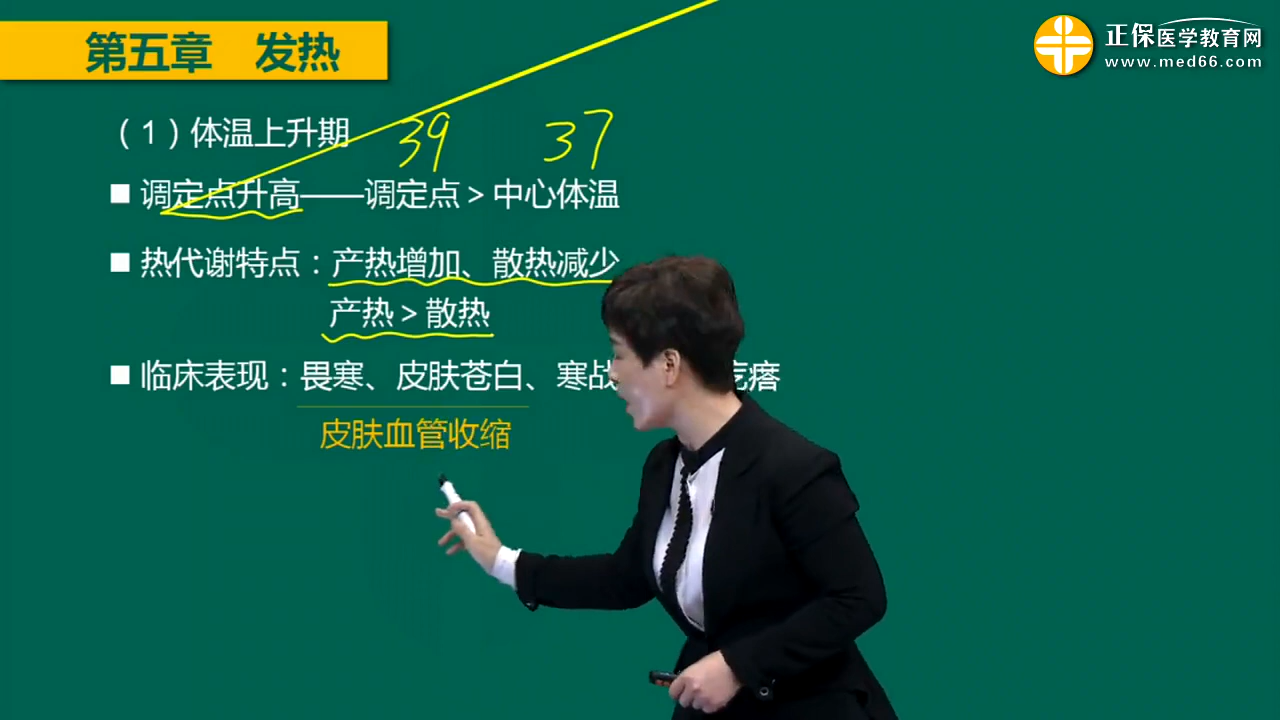 第五章 发热
正保医学教育网
www.med66.com
(1)体温上升期
39 37
调定点升高——调定点>中心体温
热代谢特点:产热增加、散热减少
产热>散热
临床表现:畏寒、皮肤苍白、寒战 疙瘩
皮肤血管收缩